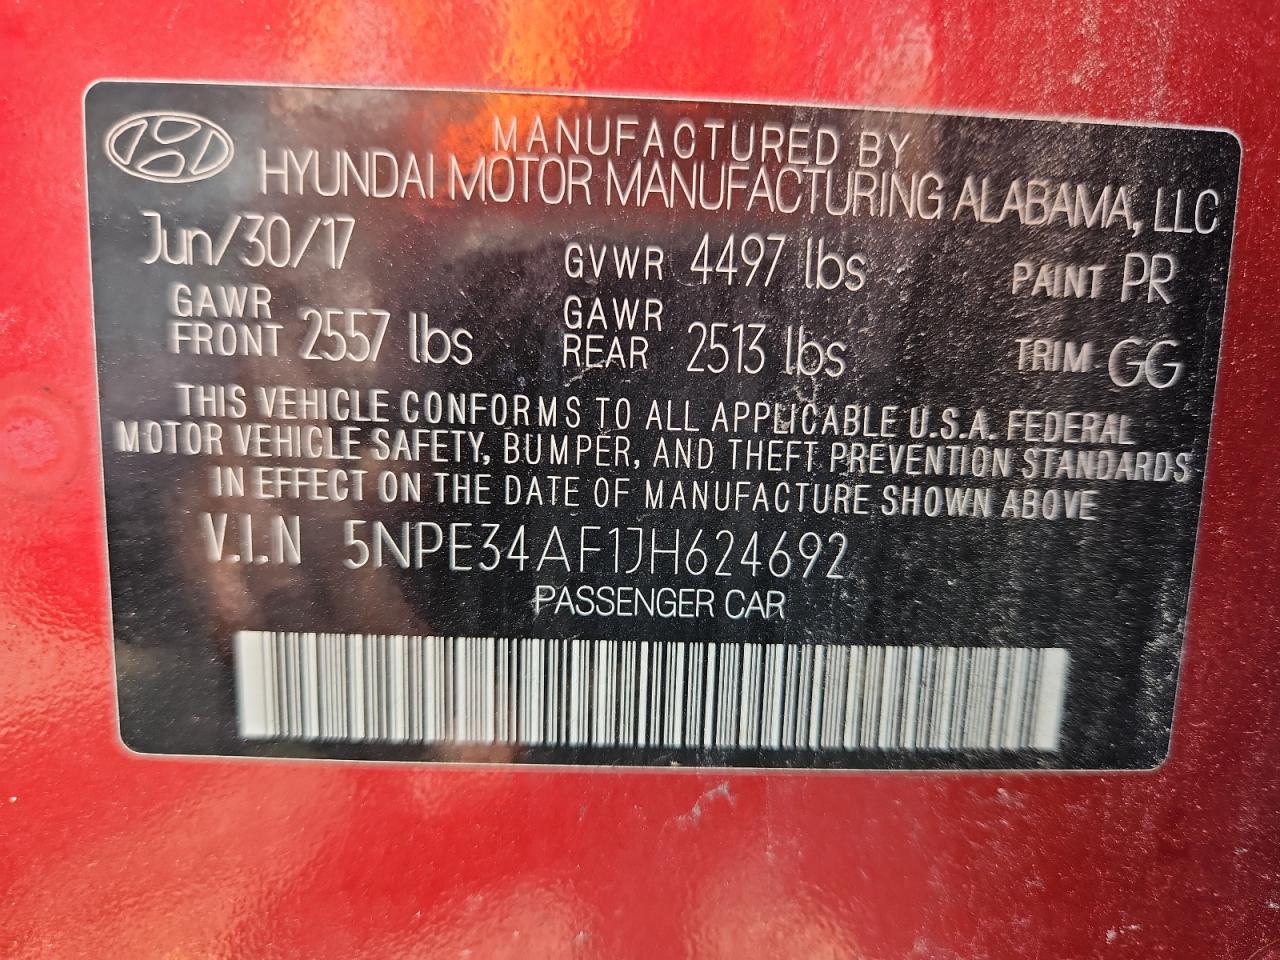 MANUFACTURED BY
HYUNDAI MOTOR MANUFACTURING ALABAMA, LLC
Jun/30/17 GVWR 4497 lbs PAINT PR
GAWR FRONT 2557 lbs GAWR REAR 2513 lbs TRIM GG
THIS VEHICLE CONFORMS TO ALL APPLICABLE U.S.A. FEDERAL
MOTOR VEHICLE SAFETY, BUMPER, AND THEFT PREVENTION STANDARDS
IN EFFECT ON THE DATE OF MANUFACTURE SHOWN ABOVE
V.I.N 5NPE34AF1JH624692
PASSENGER CAR